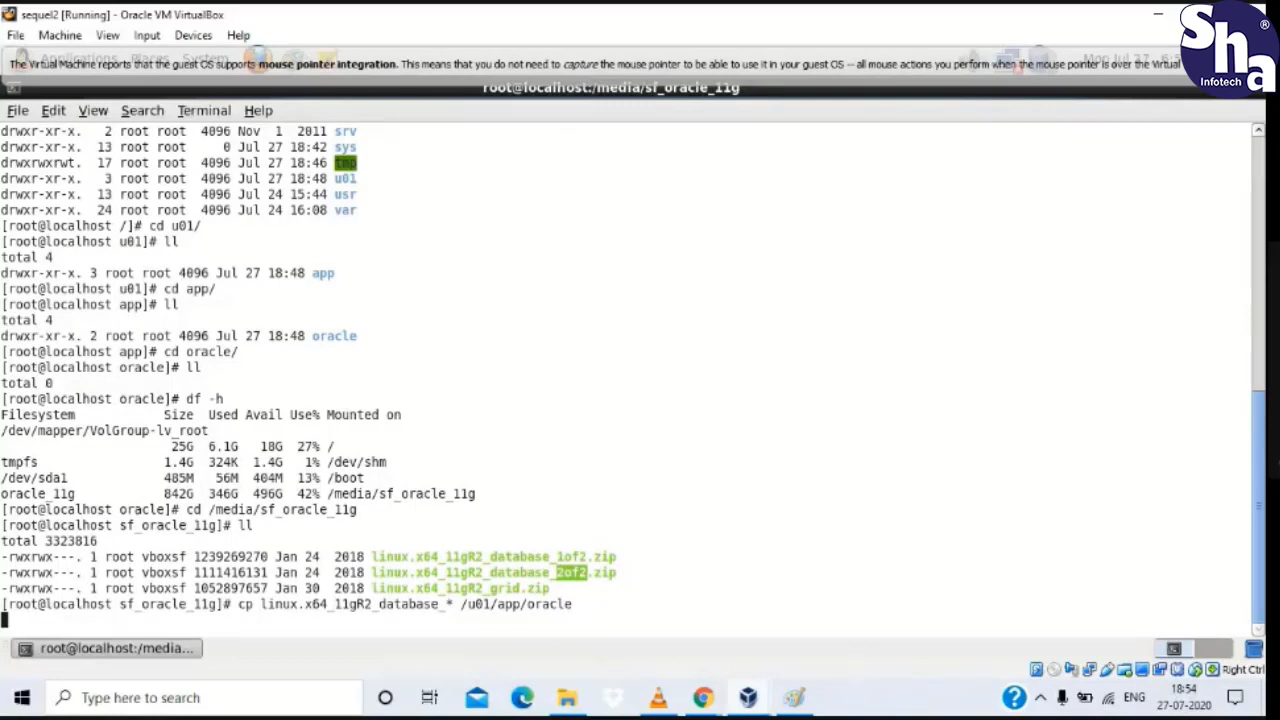 sequel2 [Running] - Oracle VM VirtualBox
File Machine View Input Devices Help
Sha
®
Infotech
Applications Places System
Mon Jul 27
The Virtual Machine reports that the guest OS supports mouse pointer integration. This means that you do not need to capture the mouse pointer to be able to use it in your guest OS -- all mouse actions you perform when the mouse pointer is over the Virtual
root@localhost:/media/sf_oracle_11g
File Edit View Search Terminal Help
drwxr-xr-x. 2 root root 4096 Nov 1 2011 srv
drwxr-xr-x. 13 root root 0 Jul 27 18:42 sys
drwxrwxrwt. 17 root root 4096 Jul 27 18:46 tmp
drwxr-xr-x. 3 root root 4096 Jul 27 18:48 u01
drwxr-xr-x. 13 root root 4096 Jul 24 15:44 usr
drwxr-xr-x. 24 root root 4096 Jul 24 16:08 var
[root@localhost /]# cd u01/
[root@localhost u01]# ll
total 4
drwxr-xr-x. 3 root root 4096 Jul 27 18:48 app
[root@localhost u01]# cd app/
[root@localhost app]# ll
total 4
drwxr-xr-x. 2 root root 4096 Jul 27 18:48 oracle
[root@localhost app]# cd oracle/
[root@localhost oracle]# ll
total 0
[root@localhost oracle]# df -h
Filesystem Size Used Avail Use% Mounted on
/dev/mapper/VolGroup-lv_root
25G 6.1G 18G 27% /
tmpfs 1.4G 324K 1.4G 1% /dev/shm
/dev/sda1 485M 56M 404M 13% /boot
oracle_11g 842G 346G 496G 42% /media/sf_oracle_11g
[root@localhost oracle]# cd /media/sf_oracle_11g
[root@localhost sf_oracle_11g]# ll
total 3323816
-rwxrwx---. 1 root vboxsf 1239269270 Jan 24 2018 linux.x64_11gR2_database_1of2.zip
-rwxrwx---. 1 root vboxsf 1111416131 Jan 24 2018 linux.x64_11gR2_database_2of2.zip
-rwxrwx---. 1 root vboxsf 1052897657 Jan 30 2018 linux.x64_11gR2_grid.zip
[root@localhost sf_oracle_11g]# cp linux.x64_11gR2_database_* /u01/app/oracle
root@localhost:/media...
Right Ctrl
Type here to search
ENG
18:54
27-07-2020